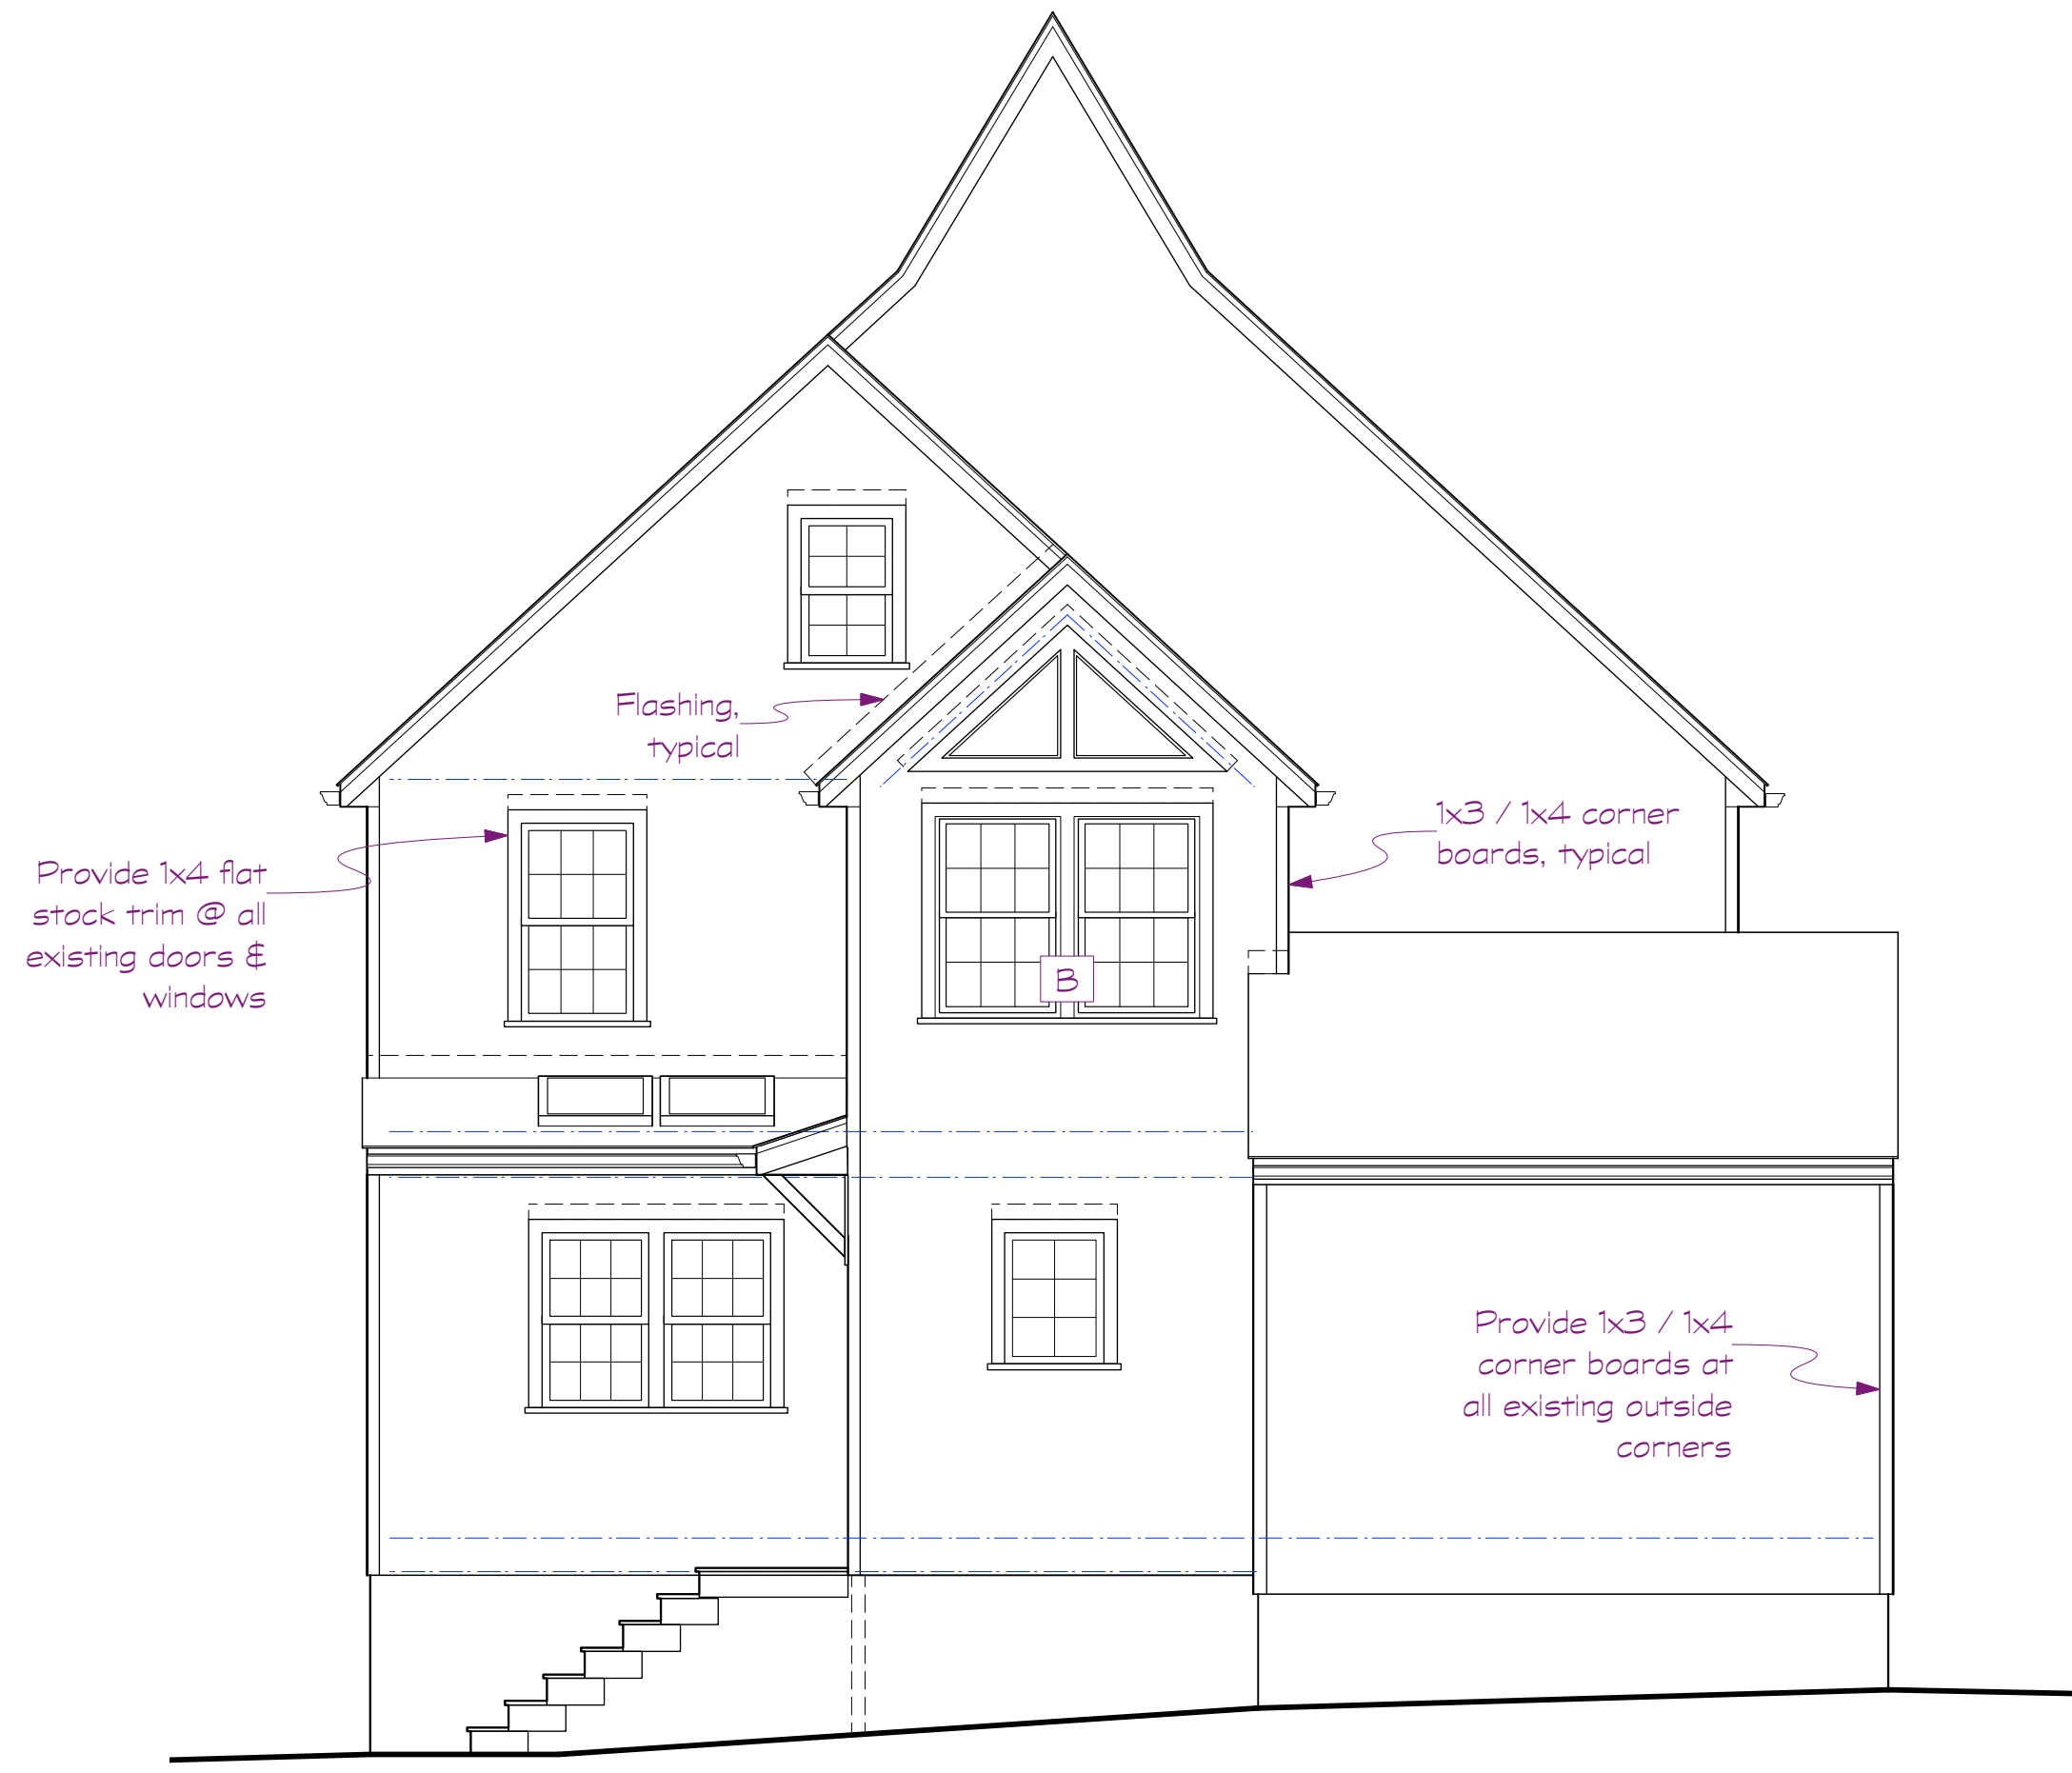 Flashing,
typical
1x3 / 1x4 corner
boards, typical
Provide 1x4 flat
stock trim @ all
existing doors &
windows
B
Provide 1x3 / 1x4
corner boards at
all existing outside
corners